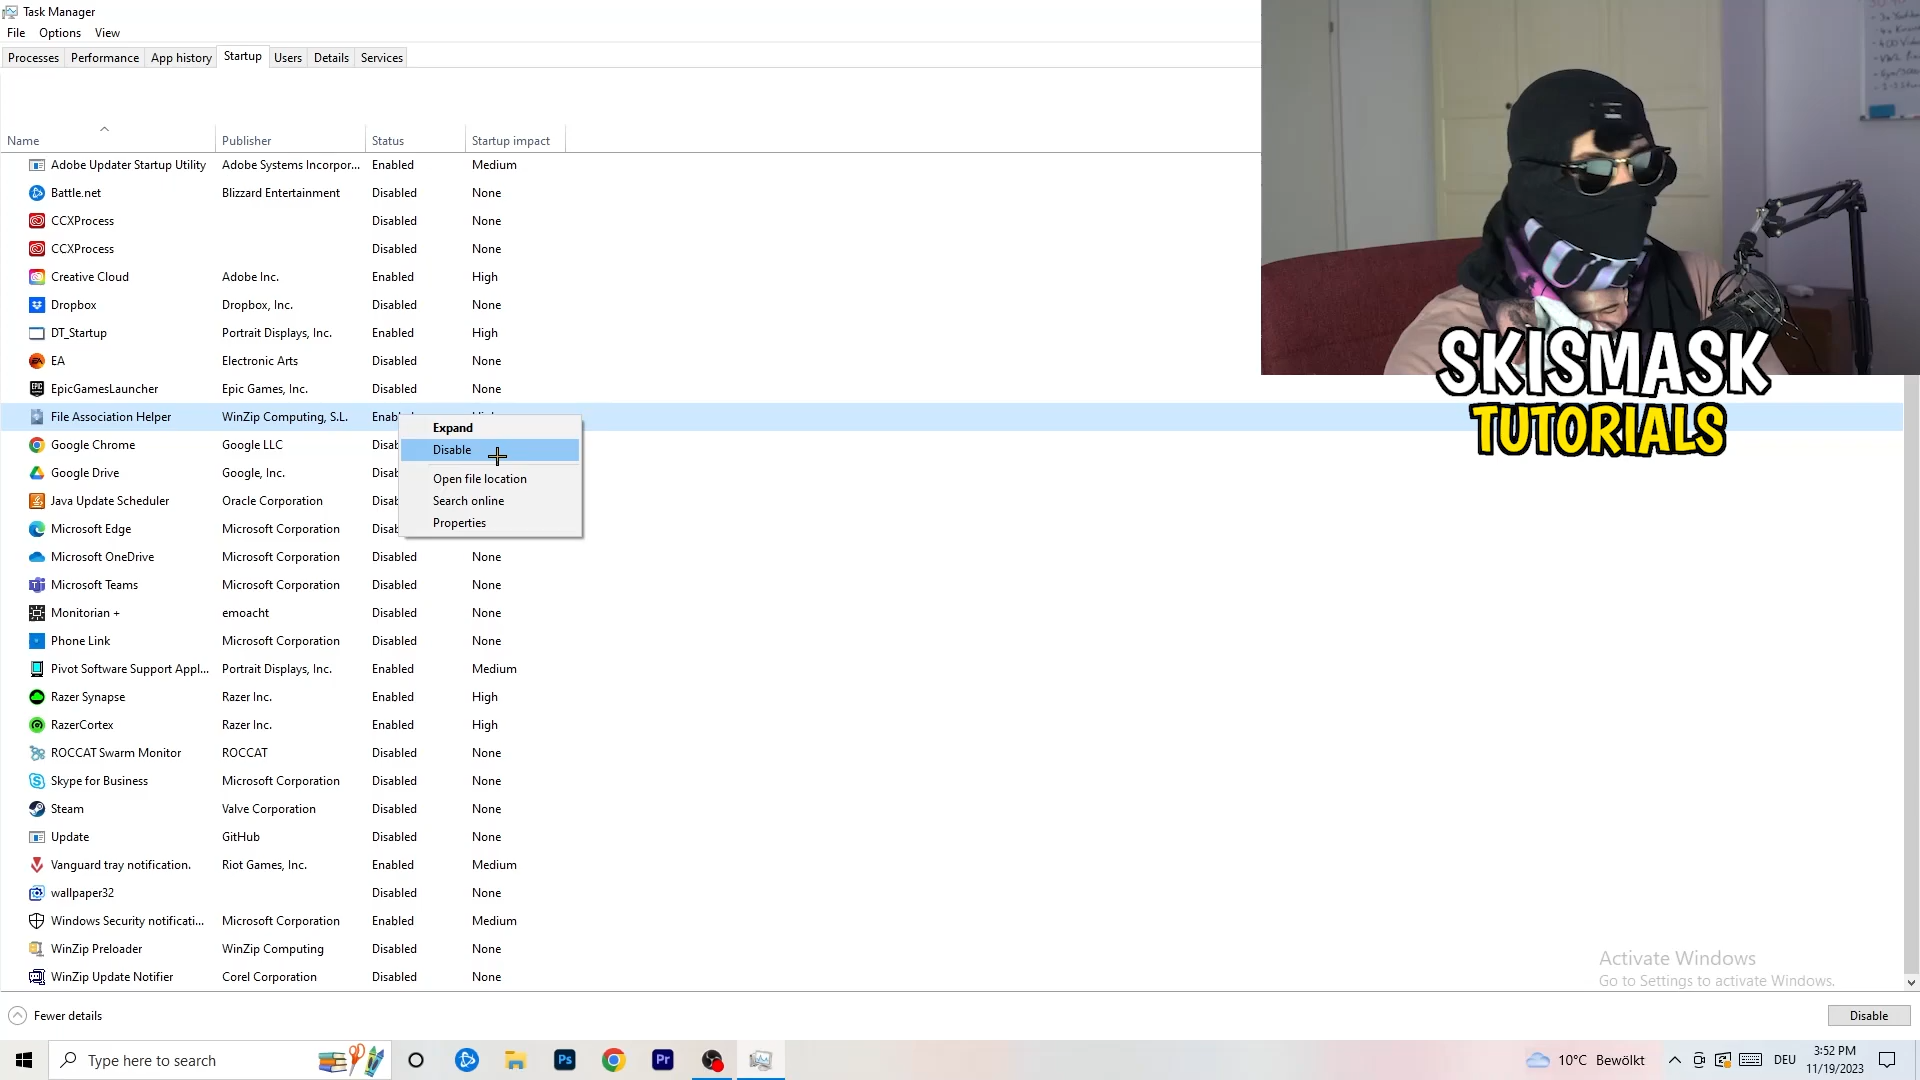 Task Manager
File Options View
Processes Performance App history Startup Users Details Services
Name Publisher Status Startup impact
Adobe Updater Startup Utility Adobe Systems Incorpor... Enabled Medium
Battle.net Blizzard Entertainment Disabled None
CCXProcess Disabled None
CCXProcess Disabled None
Creative Cloud Adobe Inc. Enabled High
Dropbox Dropbox, Inc. Disabled None
DT_Startup Portrait Displays, Inc. Enabled High
EA Electronic Arts Disabled None
EpicGamesLauncher Epic Games, Inc. Disabled None
File Association Helper WinZip Computing, S.L.
Google Chrome Google LLC
Google Drive Google, Inc.
Java Update Scheduler Oracle Corporation
Microsoft Edge Microsoft Corporation
Expand
Disable
Open file location
Search online
Properties
Microsoft OneDrive Microsoft Corporation Disabled None
Microsoft Teams Microsoft Corporation Disabled None
Monitorian + emoacht Disabled None
Phone Link Microsoft Corporation Disabled None
Pivot Software Support Appl... Portrait Displays, Inc. Enabled Medium
Razer Synapse Razer Inc. Enabled High
RazerCortex Razer Inc. Enabled High
ROCCAT Swarm Monitor ROCCAT Disabled None
Skype for Business Microsoft Corporation Disabled None
Steam Valve Corporation Disabled None
Update GitHub Disabled None
Vanguard tray notification. Riot Games, Inc. Enabled Medium
wallpaper32 Disabled None
Windows Security notificati... Microsoft Corporation Enabled Medium
WinZip Preloader WinZip Computing Disabled None
WinZip Update Notifier Corel Corporation Disabled None
SKISMASK
TUTORIALS
Activate Windows
Go to Settings to activate Windows.
Fewer details
Disable
Type here to search
Ps
Pr
10°C Bewölkt
DEU
3:52 PM
11/19/2023